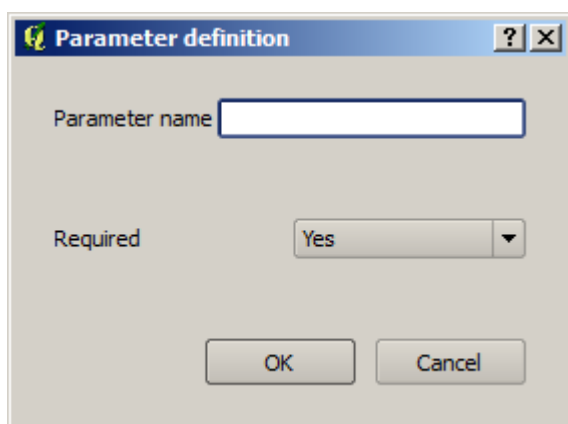 Parameter definition ?
Parameter name
Required Yes
OK Cancel